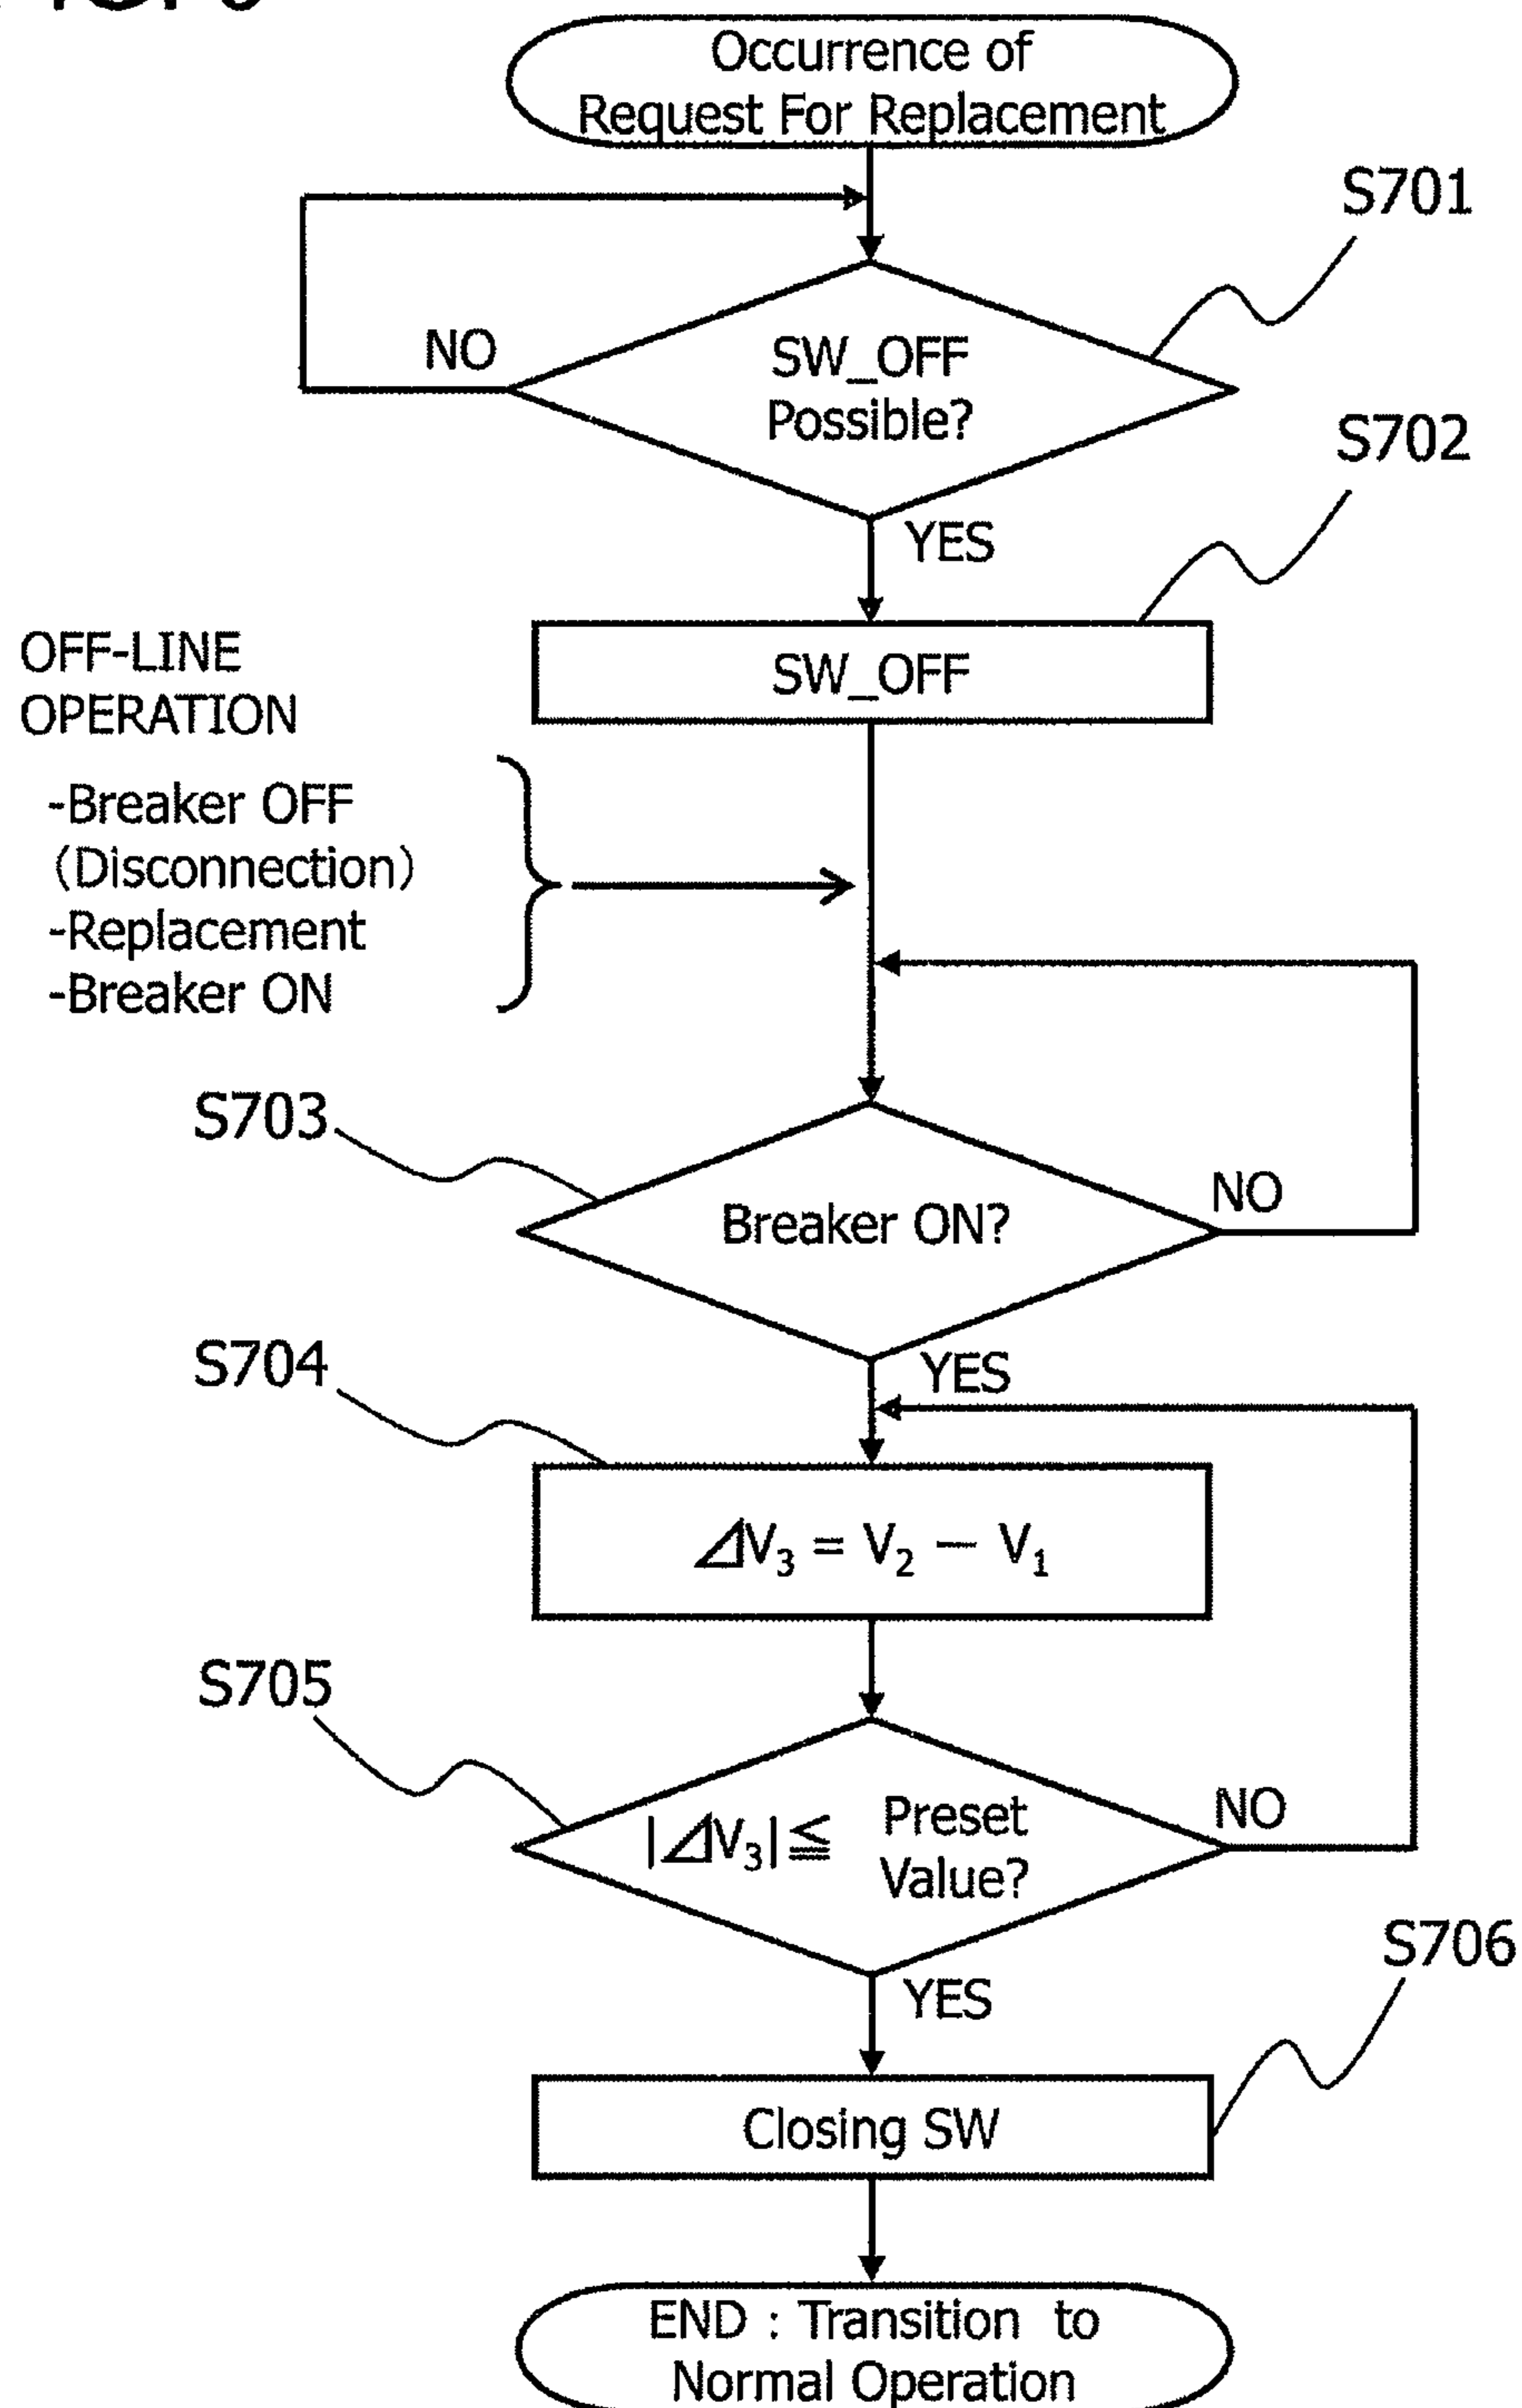 Occurrence of
Request For Replacement
S701
NO
SW_OFF
Possible?
S702
YES
SW_OFF
OFF-LINE
OPERATION
-Breaker OFF
(Disconnection)
-Replacement
-Breaker ON
S703
NO
Breaker ON?
S704
YES
⊿V₃ = V₂ − V₁
S705
NO
|⊿V₃|≦ Preset
Value?
S706
YES
Closing SW
END : Transition to
Normal Operation